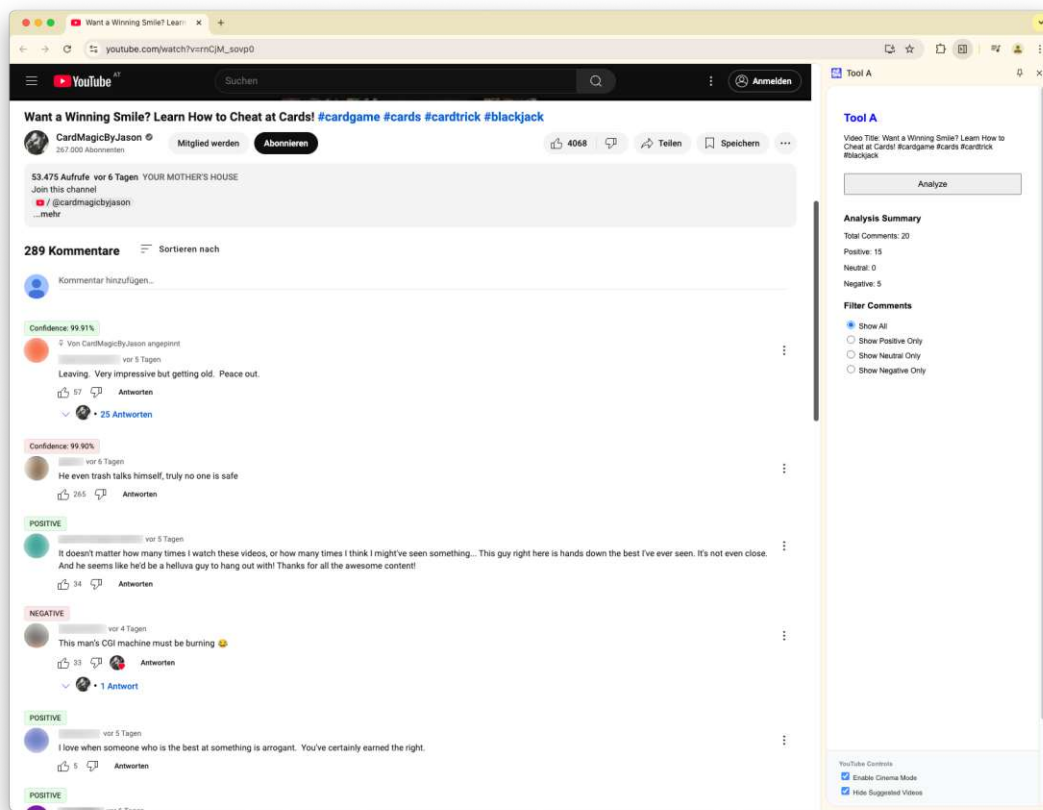 Want a Winning Smile? Learn
youtube.com/watch?v=rnCjM_sovp0
YouTube AT
Suchen
Anmelden
Want a Winning Smile? Learn How to Cheat at Cards! #cardgame #cards #cardtrick #blackjack
CardMagicByJason
267.000 Abonnenten
Mitglied werden
Abonnieren
4068
Teilen
Speichern
53.475 Aufrufe vor 6 Tagen YOUR MOTHER'S HOUSE
Join this channel
/ @cardmagicbyjason
...mehr
289 Kommentare
Sortieren nach
Kommentar hinzufügen...
Confidence: 99.91%
Von CardMagicByJason angepinnt
vor 5 Tagen
Leaving. Very impressive but getting old. Peace out.
57 Antworten
25 Antworten
Confidence: 99.90%
vor 6 Tagen
He even trash talks himself, truly no one is safe
265 Antworten
POSITIVE
vor 5 Tagen
It doesn't matter how many times I watch these videos, or how many times I think I might've seen something... This guy right here is hands down the best I've ever seen. It's not even close.
And he seems like he'd be a helluva guy to hang out with! Thanks for all the awesome content!
34 Antworten
NEGATIVE
vor 4 Tagen
This man's CGI machine must be burning 😂
33 Antworten
1 Antwort
POSITIVE
vor 5 Tagen
I love when someone who is the best at something is arrogant. You've certainly earned the right.
5 Antworten
POSITIVE
Tool A
Tool A
Video Title: Want a Winning Smile? Learn How to
Cheat at Cards! #cardgame #cards #cardtrick
#blackjack
Analyze
Analysis Summary
Total Comments: 20
Positive: 15
Neutral: 0
Negative: 5
Filter Comments
Show All
Show Positive Only
Show Neutral Only
Show Negative Only
YouTube Controls
Enable Cinema Mode
Hide Suggested Videos